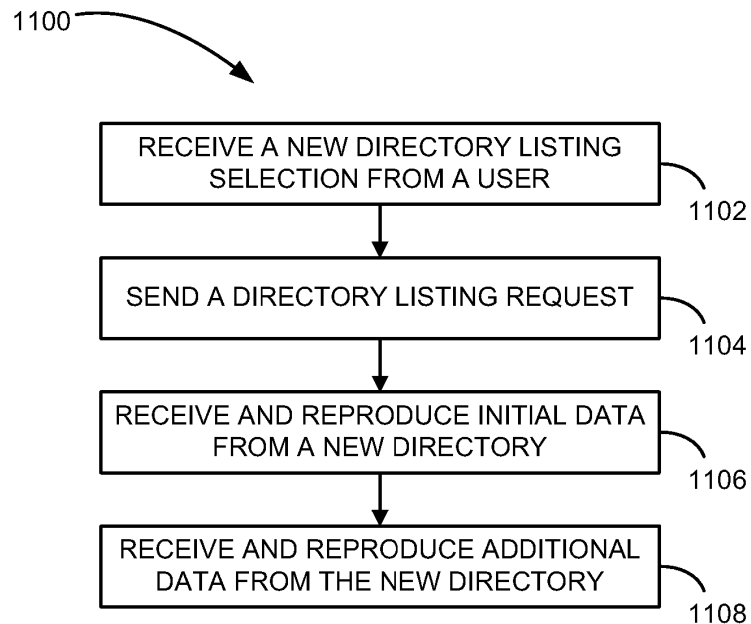 1100
RECEIVE A NEW DIRECTORY LISTING
SELECTION FROM A USER
1102
SEND A DIRECTORY LISTING REQUEST
1104
RECEIVE AND REPRODUCE INITIAL DATA
FROM A NEW DIRECTORY
1106
RECEIVE AND REPRODUCE ADDITIONAL
DATA FROM THE NEW DIRECTORY
1108